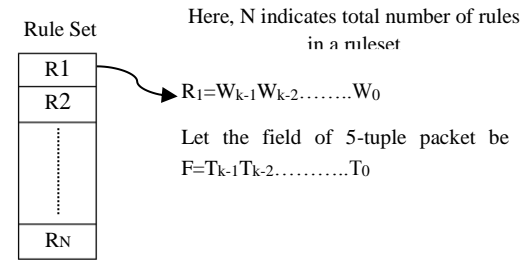 Rule Set
R1
R2
RN
Here, N indicates total number of rules
in a ruleset
R1=Wk-1Wk-2……..W0
Let the field of 5-tuple packet be
F=Tk-1Tk-2………..T0